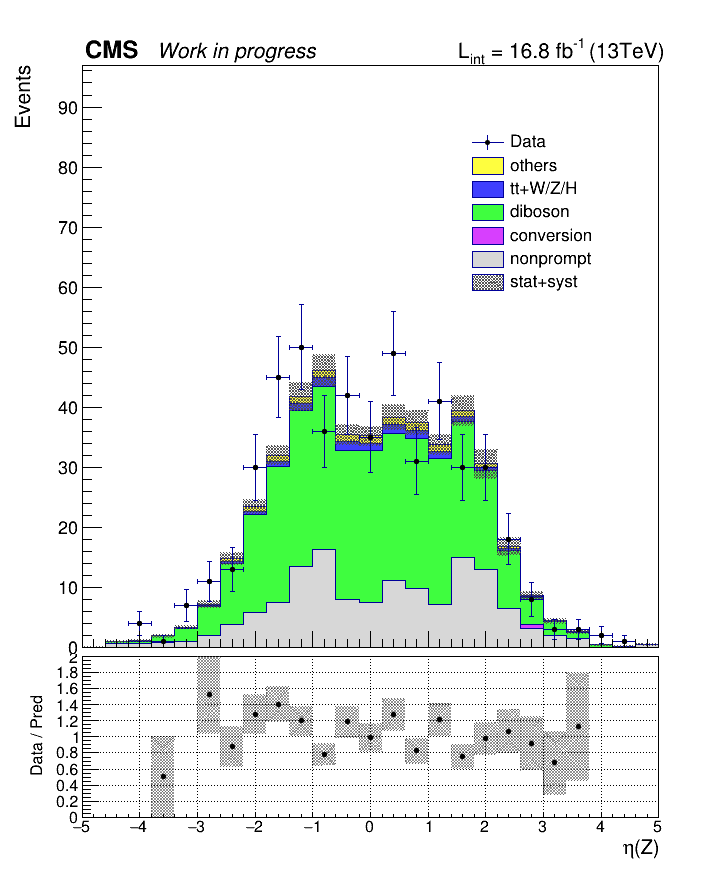 CMS Work in progress L_int = 16.8 fb^-1 (13TeV)
Events
90
80
70
60
50
40
30
20
10
0
Data
others
tt+W/Z/H
diboson
conversion
nonprompt
stat+syst
Data / Pred
2
1.8
1.6
1.4
1.2
1
0.8
0.6
0.4
0.2
0
−5 −4 −3 −2 −1 0 1 2 3 4 5
η(Z)